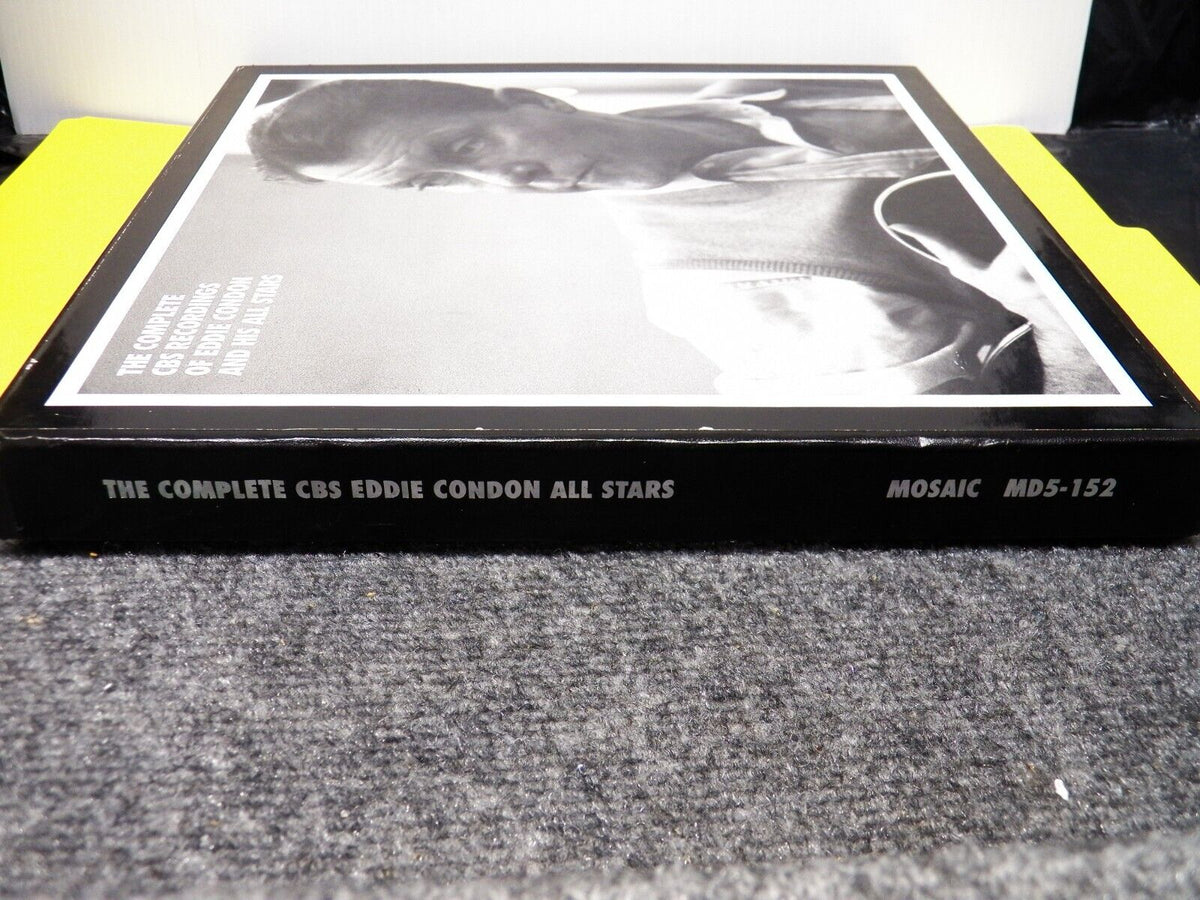 THE COMPLETE
CBS RECORDINGS
OF EDDIE CONDON
AND HIS ALL STARS
THE COMPLETE CBS EDDIE CONDON ALL STARS MOSAIC MD5-152